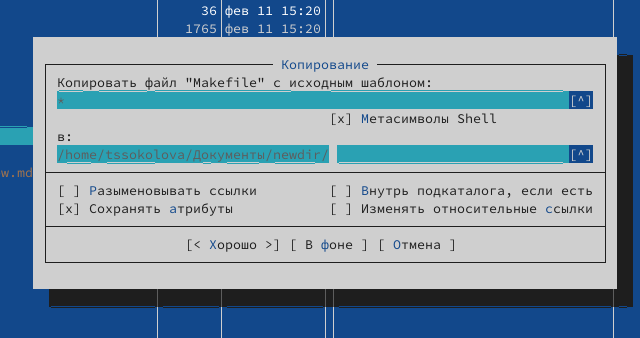 36 фев 11 15:20
1765 фев 11 15:20
Копирование
Копировать файл "Makefile" с исходным шаблоном:
* [^]
[x] Метасимволы Shell
в:
/home/tssokolova/Документы/newdir/ [^]
w.md
[ ] Разыменовывать ссылки [ ] Внутрь подкаталога, если есть
[x] Сохранять атрибуты [ ] Изменять относительные ссылки
[< Хорошо >] [ В фоне ] [ Отмена ]